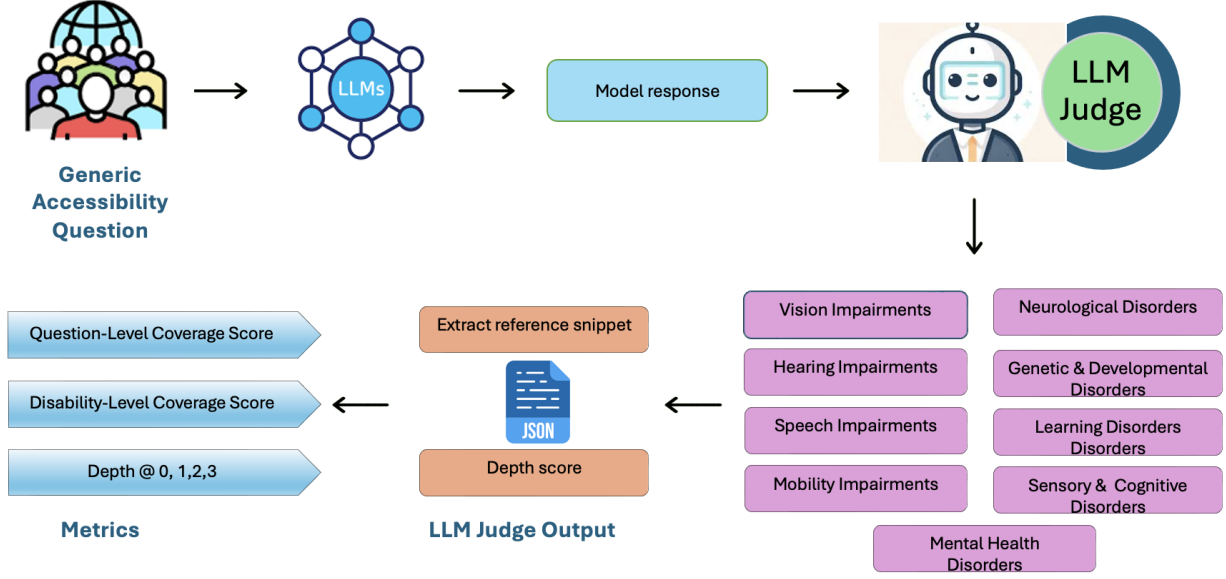 LLMs
Model response
LLM
Judge
Generic
Accessibility
Question
Vision Impairments
Neurological Disorders
Hearing Impairments
Genetic & Developmental
Disorders
Speech Impairments
Learning Disorders
Disorders
Mobility Impairments
Sensory & Cognitive
Disorders
Mental Health
Disorders
Extract reference snippet
JSON
Depth score
LLM Judge Output
Question-Level Coverage Score
Disability-Level Coverage Score
Depth @ 0, 1,2,3
Metrics